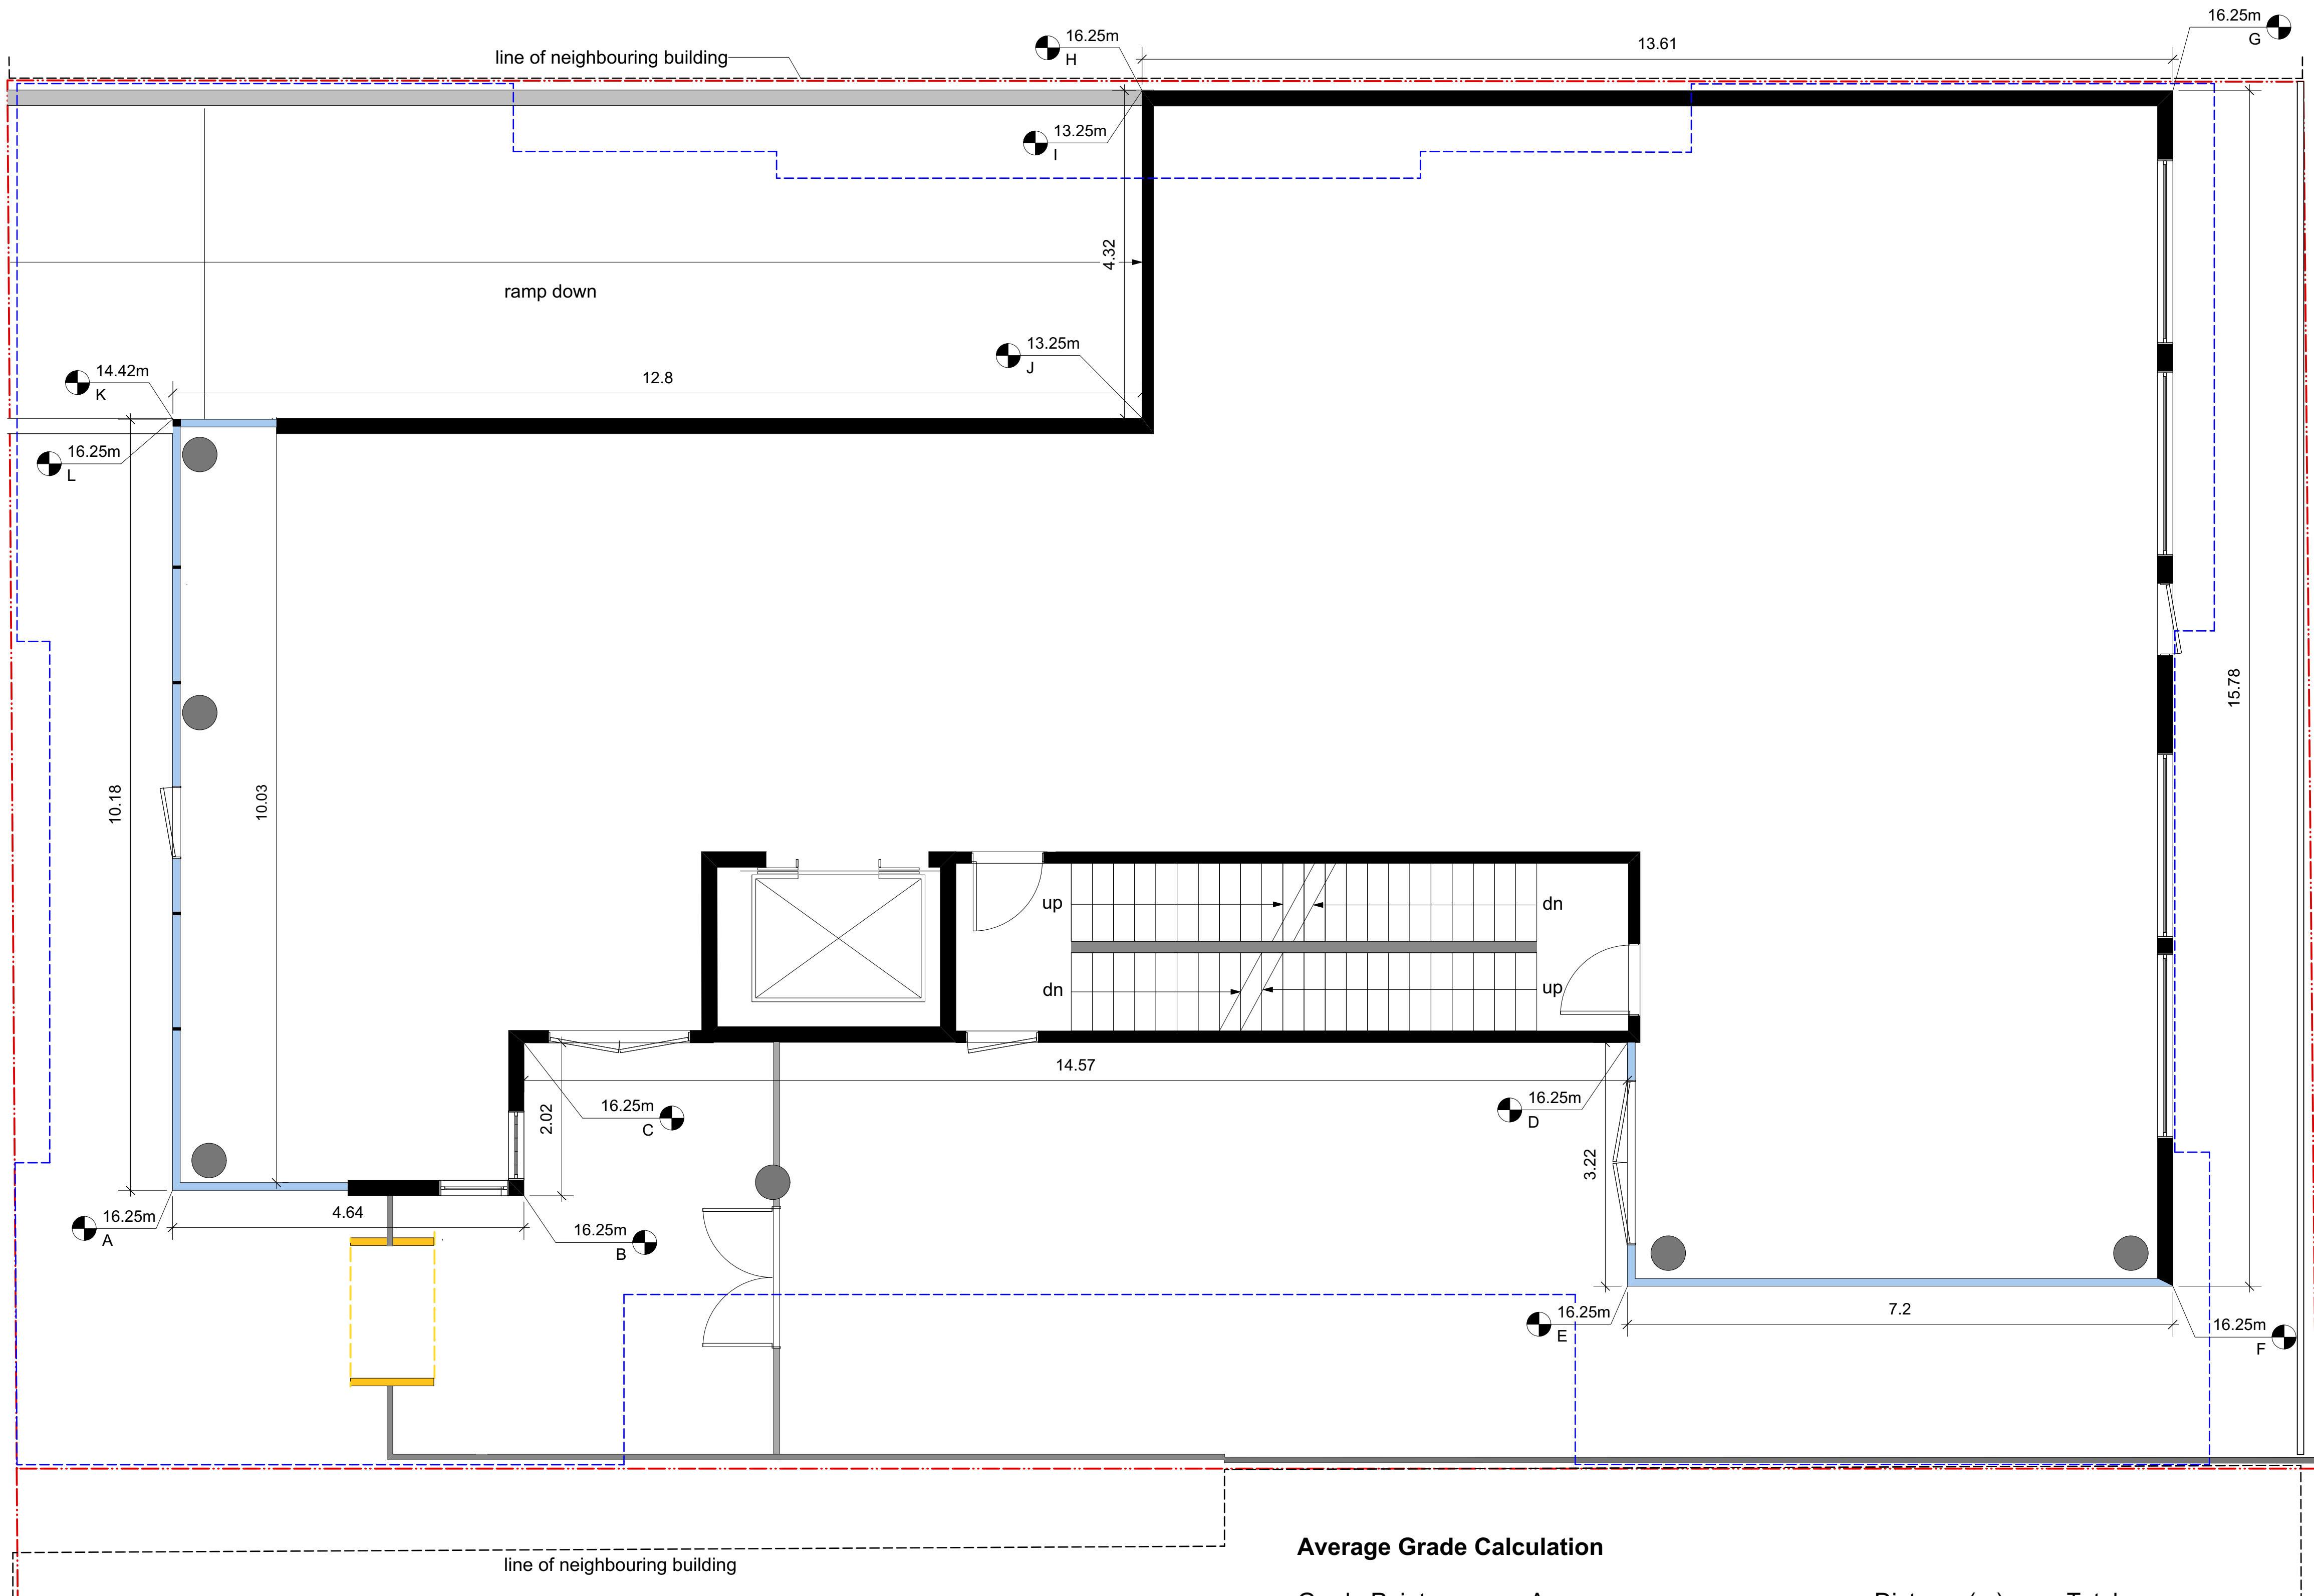 16.25m
G
line of neighbouring building
16.25m
H
13.61
13.25m
I
4.32
ramp down
13.25m
J
14.42m
K
12.8
16.25m
L
15.78
10.18
10.03
up
dn
dn
up
14.57
16.25m
C
2.02
16.25m
D
3.22
16.25m
A
4.64
16.25m
B
16.25m
E
7.2
16.25m
F
Average Grade Calculation
line of neighbouring building